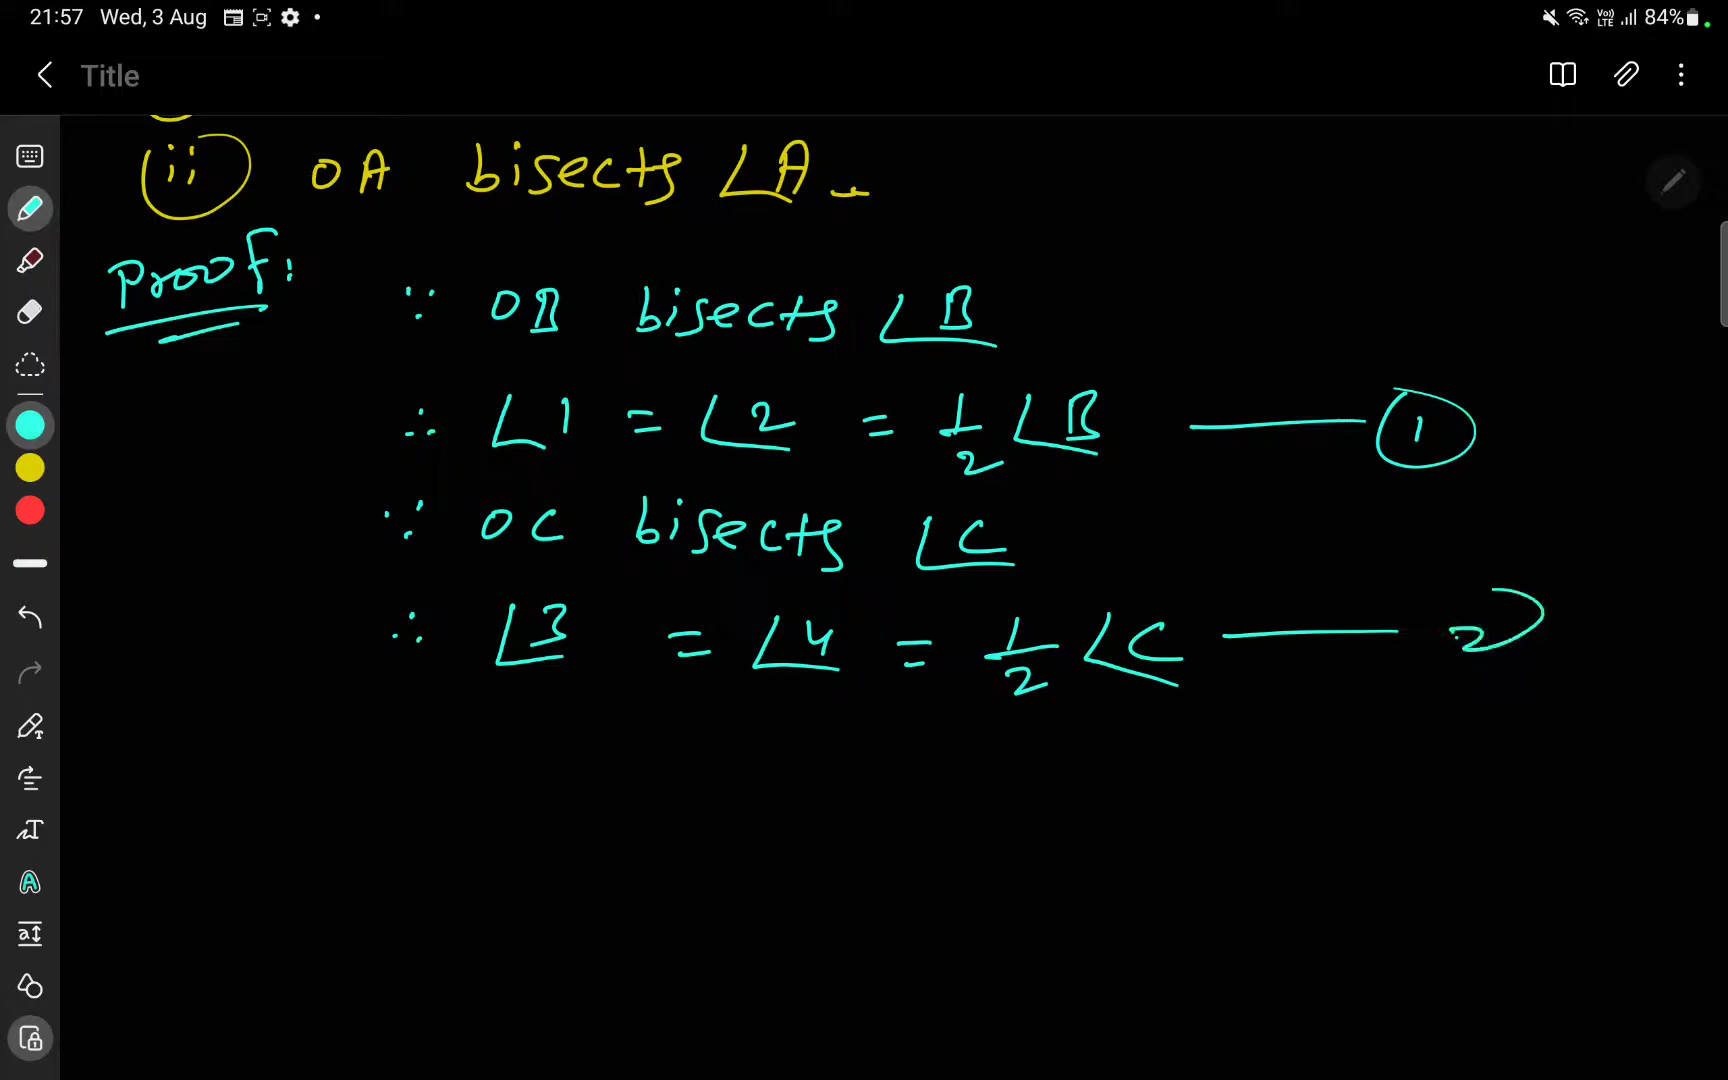 21:57 Wed, 3 Aug 84%
Title
(ii) OA bisects ∠A.
Proof:
∵ OB bisects ∠B
∴ ∠1 = ∠2 = 1/2 ∠B —— 1
∵ OC bisects ∠C
∴ ∠3 = ∠4 = 1/2 ∠C —— 2